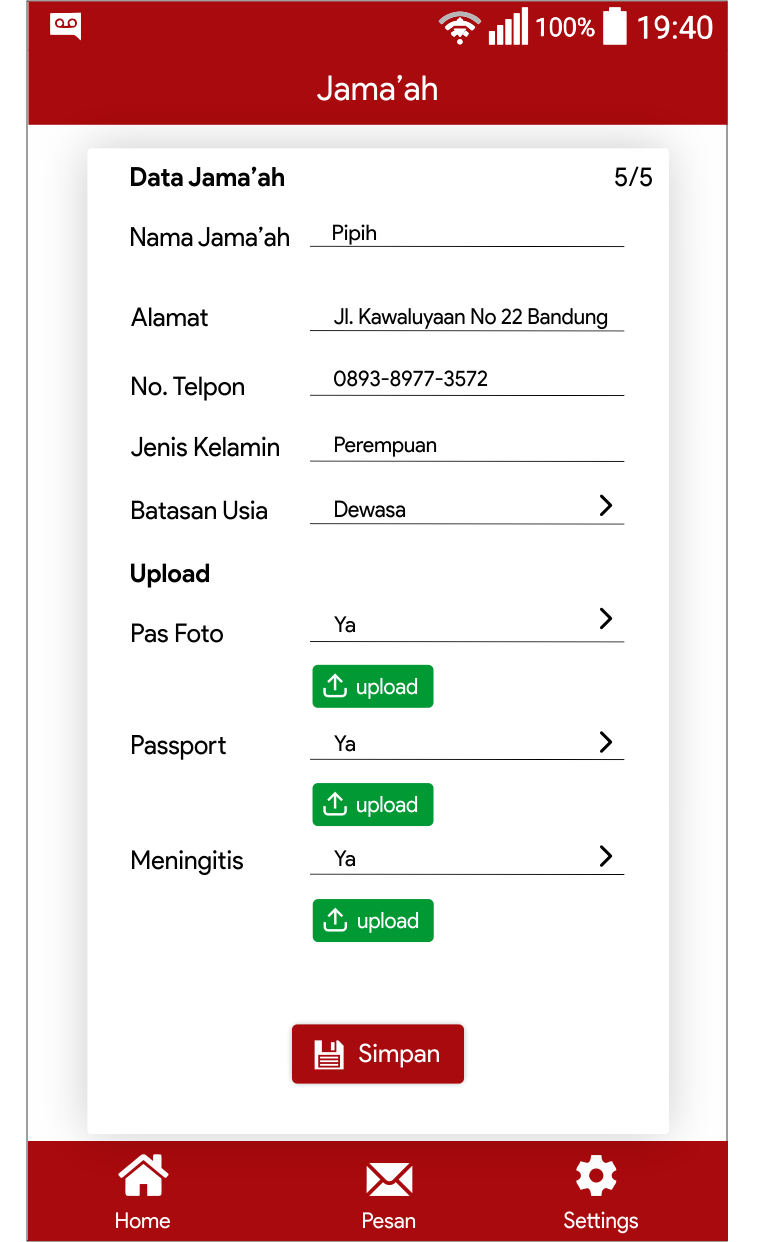 100% 19:40
Jama’ah
Data Jama’ah 5/5
Nama Jama’ah Pipih
Alamat Jl. Kawaluyaan No 22 Bandung
No. Telpon 0893-8977-3572
Jenis Kelamin Perempuan
Batasan Usia Dewasa
Upload
Pas Foto Ya
upload
Passport Ya
upload
Meningitis Ya
upload
Simpan
Home Pesan Settings